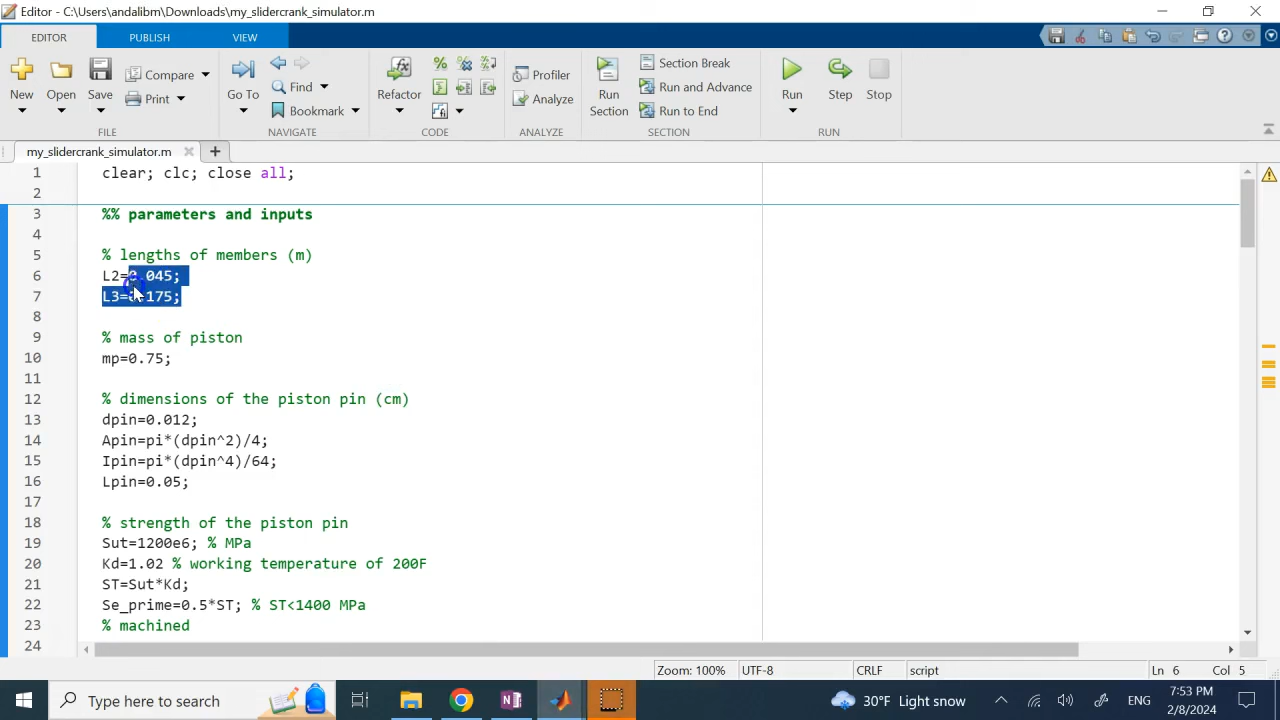 Editor - C:\Users\andalibm\Downloads\my_slidercrank_simulator.m
EDITOR PUBLISH VIEW
New Open Save Compare Print Go To Find Bookmark Refactor Profiler Analyze Run Section Section Break Run and Advance Run to End Run Step Stop
FILE NAVIGATE CODE ANALYZE SECTION RUN
my_slidercrank_simulator.m
1 clear; clc; close all;
2
3 %% parameters and inputs
4
5 % lengths of members (m)
6 L2=0.045;
7 L3=0.175;
8
9 % mass of piston
10 mp=0.75;
11
12 % dimensions of the piston pin (cm)
13 dpin=0.012;
14 Apin=pi*(dpin^2)/4;
15 Ipin=pi*(dpin^4)/64;
16 Lpin=0.05;
17
18 % strength of the piston pin
19 Sut=1200e6; % MPa
20 Kd=1.02 % working temperature of 200F
21 ST=Sut*Kd;
22 Se_prime=0.5*ST; % ST<1400 MPa
23 % machined
24
Zoom: 100% UTF-8 CRLF script Ln 6 Col 5
Type here to search 30°F Light snow ENG 7:53 PM
2/8/2024